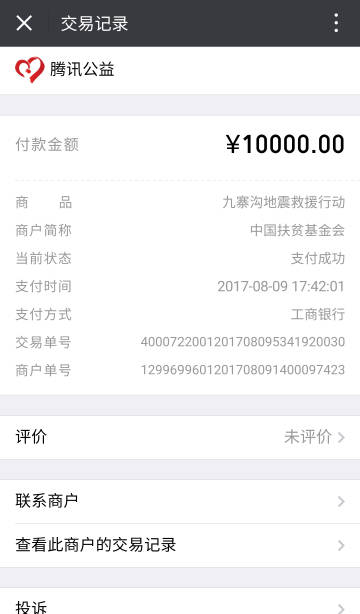 交易记录
腾讯公益
付款金额 ¥10000.00
商 品 九寨沟地震救援行动
商户简称 中国扶贫基金会
当前状态 支付成功
支付时间 2017-08-09 17:42:01
支付方式 工商银行
交易单号 4000722001201708095341920030
商户单号 1299699601201708091400097423
评价 未评价
联系商户
查看此商户的交易记录
投诉